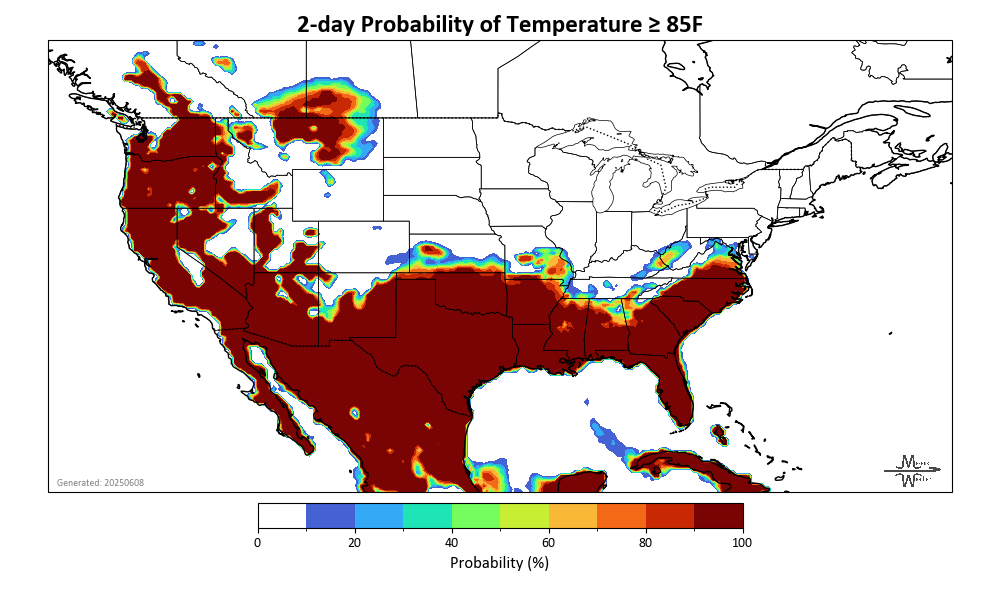 2-day Probability of Temperature ≥ 85F
Generated: 20250608
0 20 40 60 80 100
Probability (%)